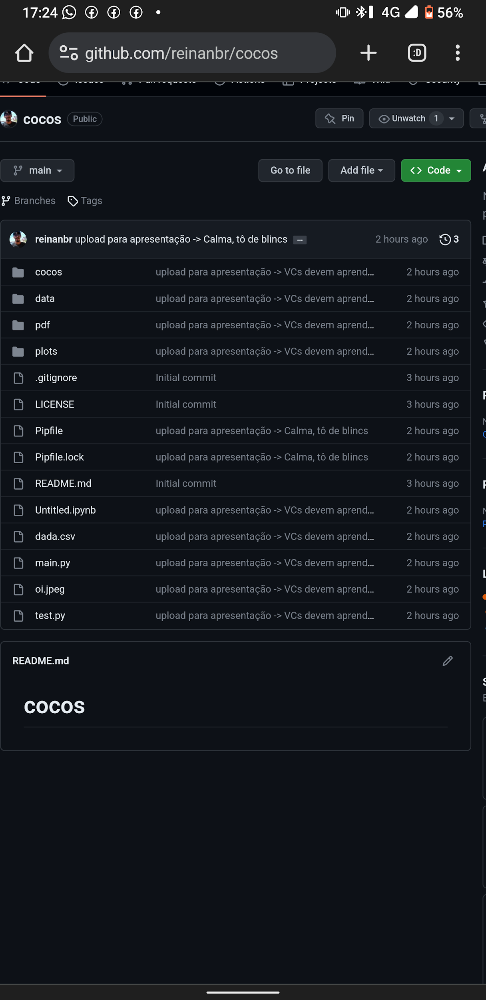 17:24 4G 56%
github.com/reinanbr/cocos
:D
Code Issues Pull requests Actions Projects Wiki Security
cocos Public Pin Unwatch 1
main Go to file Add file Code
Branches Tags
reinanbr upload para apresentação -> Calma, tô de blincs ... 2 hours ago 3
cocos upload para apresentação -> VCs devem aprend... 2 hours ago
data upload para apresentação -> VCs devem aprend... 2 hours ago
pdf upload para apresentação -> VCs devem aprend... 2 hours ago
plots upload para apresentação -> VCs devem aprend... 2 hours ago
.gitignore Initial commit 3 hours ago
LICENSE Initial commit 3 hours ago
Pipfile upload para apresentação -> Calma, tô de blincs 2 hours ago
Pipfile.lock upload para apresentação -> Calma, tô de blincs 2 hours ago
README.md Initial commit 3 hours ago
Untitled.ipynb upload para apresentação -> VCs devem aprend... 2 hours ago
dada.csv upload para apresentação -> VCs devem aprend... 2 hours ago
main.py upload para apresentação -> VCs devem aprend... 2 hours ago
oi.jpeg upload para apresentação -> VCs devem aprend... 2 hours ago
test.py upload para apresentação -> VCs devem aprend... 2 hours ago
README.md
cocos